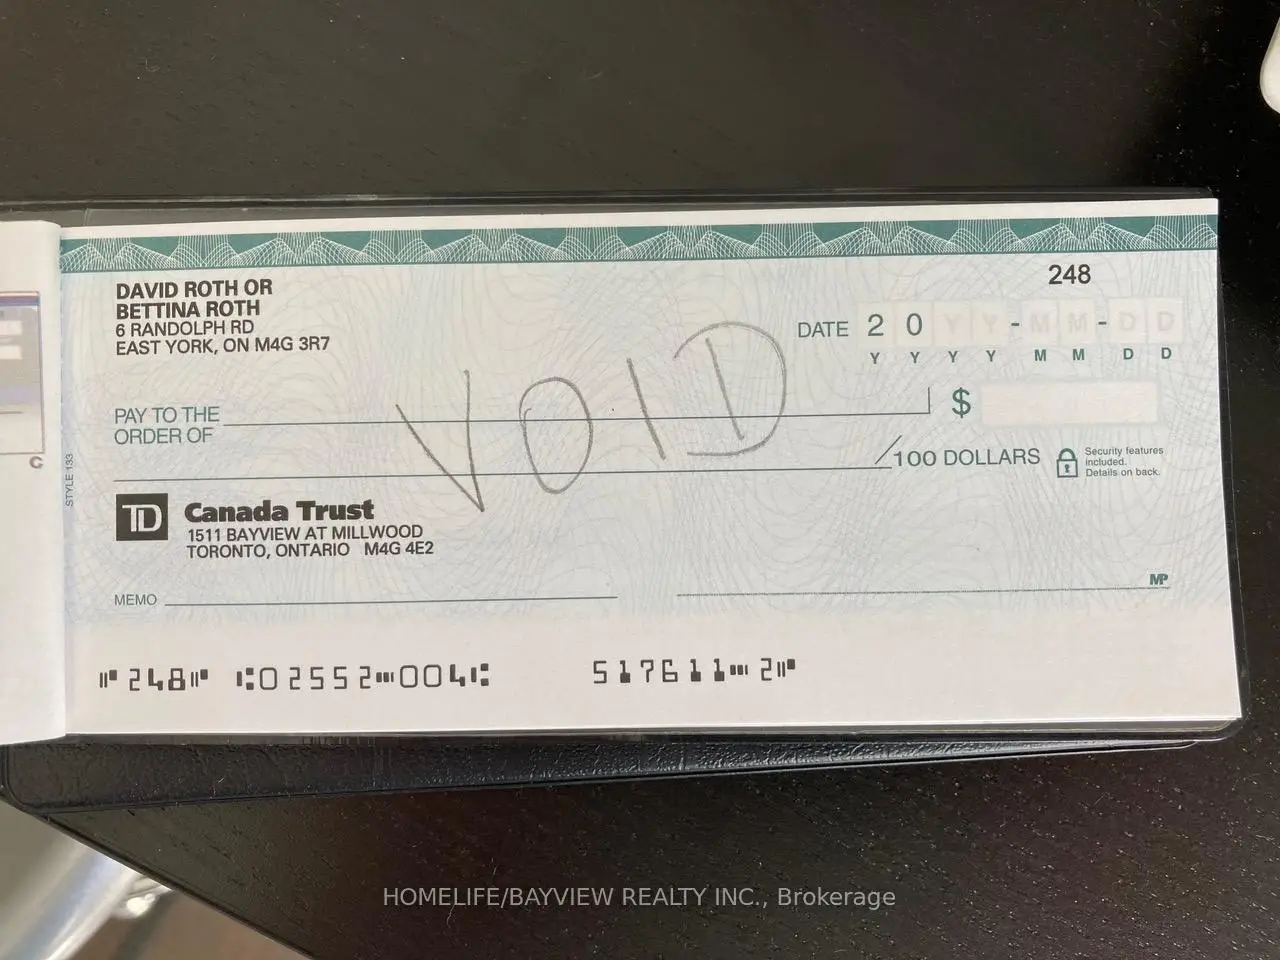 248
DAVID ROTH OR
BETTINA ROTH
6 RANDOLPH RD
EAST YORK, ON M4G 3R7
DATE 2 0 Y Y - M M - D D
Y Y Y Y M M D D
PAY TO THE
ORDER OF
$
VOID
/100 DOLLARS
Security features
included.
Details on back.
STYLE 133
TD Canada Trust
1511 BAYVIEW AT MILLWOOD
TORONTO, ONTARIO M4G 4E2
MEMO
MP
⑈248⑈ ⑆02552⑉004⑆ 517611⑉2⑈
C
HOMELIFE/BAYVIEW REALTY INC., Brokerage